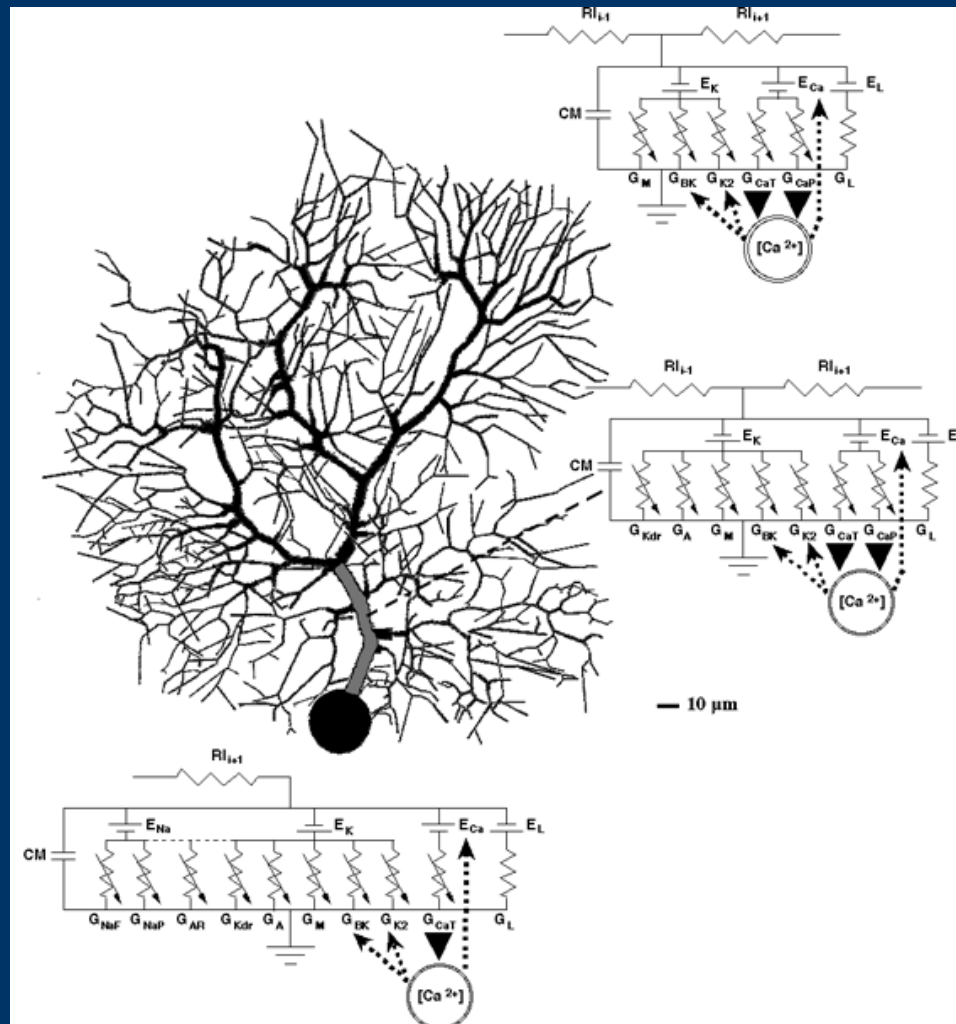 RI i-1 RI i+1
E K E Ca E L
CM
G M G BK G K2 G CaT G CaP G L
[Ca 2+]
RI i-1 RI i+1
E K E Ca E
CM
G Kdr G A G M G BK G K2 G CaT G CaP G L
[Ca 2+]
10 µm
RI i+1
E Na E K E Ca E L
CM
G NaF G NaP G AR G Kdr G A G M G BK G K2 G CaT G L
[Ca 2+]